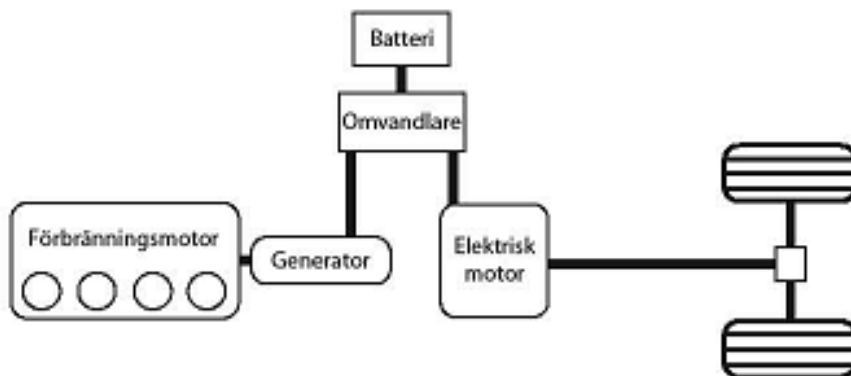 Batteri
Omvandlare
Förbränningsmotor
Generator
Elektrisk
motor